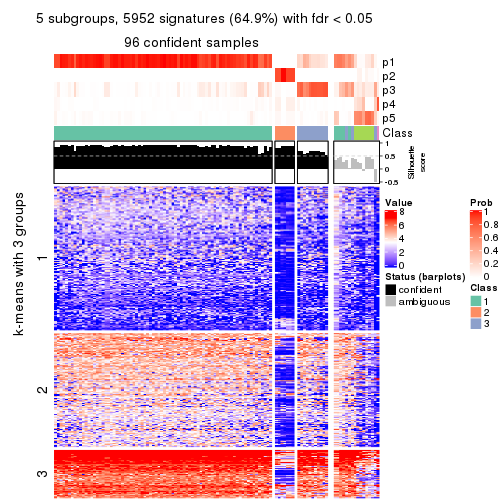 5 subgroups, 5952 signatures (64.9%) with fdr < 0.05
96 confident samples
p1
p2
p3
p4
p5
Class
1
0.5
0
-0.5
Silhouette
score
k-means with 3 groups
1
2
3
Value
8
6
4
2
0
Status (barplots)
confident
ambiguous
Prob
1
0.8
0.6
0.4
0.2
0
Class
1
2
3